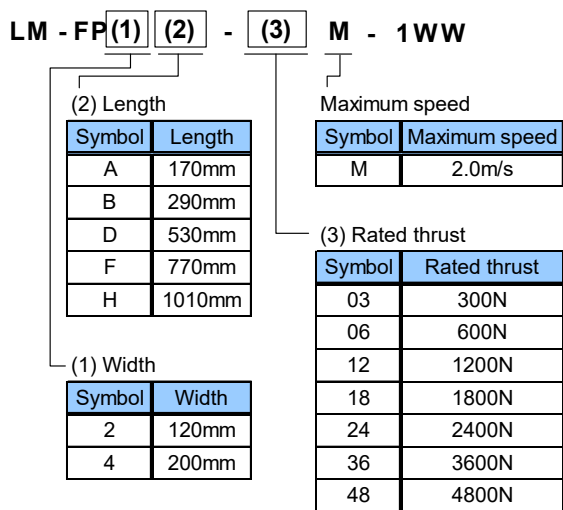 LM - FP (1) (2) - (3) M - 1WW
(2) Length
Symbol Length
A 170mm
B 290mm
D 530mm
F 770mm
H 1010mm
(1) Width
Symbol Width
2 120mm
4 200mm
Maximum speed
Symbol Maximum speed
M 2.0m/s
(3) Rated thrust
Symbol Rated thrust
03 300N
06 600N
12 1200N
18 1800N
24 2400N
36 3600N
48 4800N